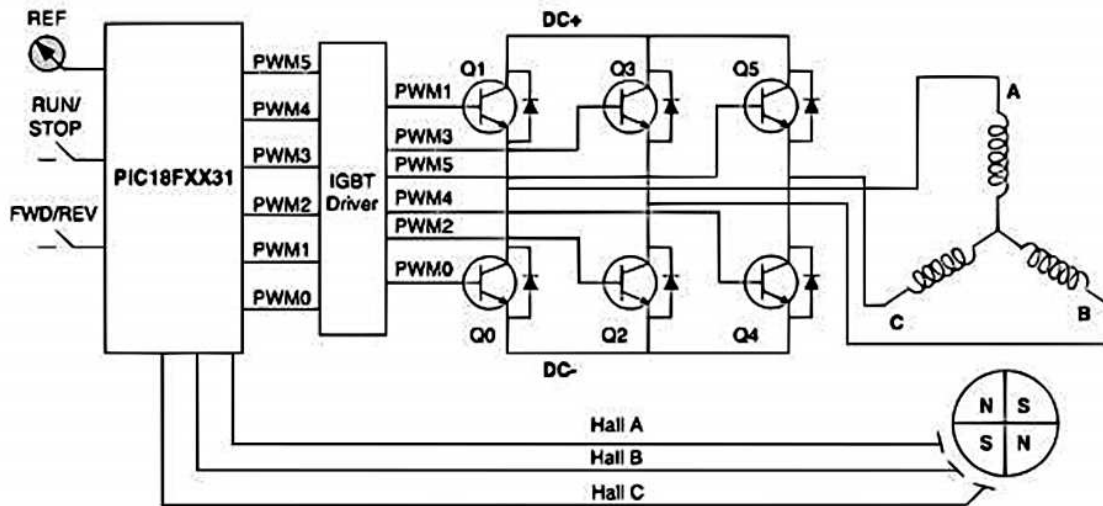 REF
RUN/
STOP
FWD/REV
PIC18FXX31
PWM5
PWM4
PWM3
PWM2
PWM1
PWM0
IGBT
Driver
PWM1
PWM3
PWM5
PWM4
PWM2
PWM0
DC+
Q1
Q3
Q5
Q0
Q2
Q4
DC-
A
C
B
Hall A
Hall B
Hall C
N S
S N